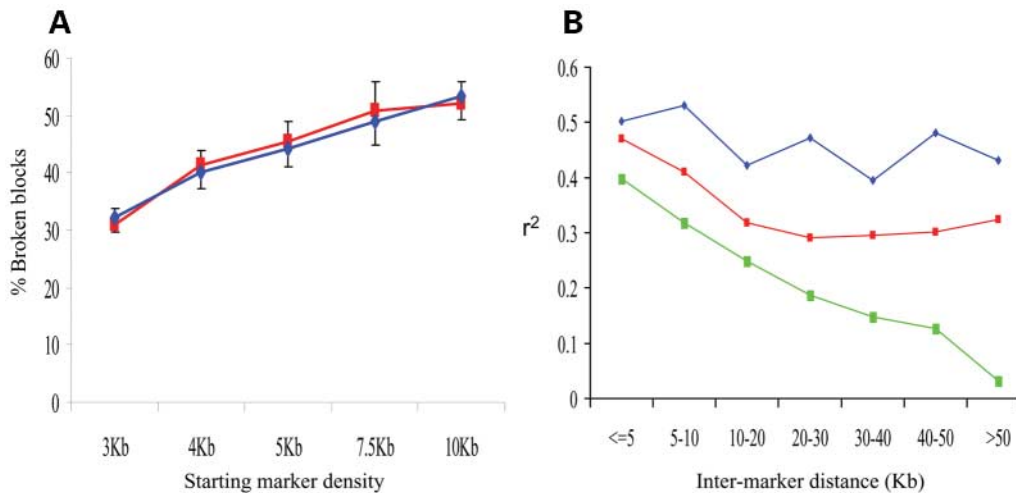 A
60
50
40
30
20
10
0
% Broken blocks
3Kb 4Kb 5Kb 7.5Kb 10Kb
Starting marker density
B
0.6
0.5
0.4
0.3
0.2
0.1
0
r²
<=5 5-10 10-20 20-30 30-40 40-50 >50
Inter-marker distance (Kb)